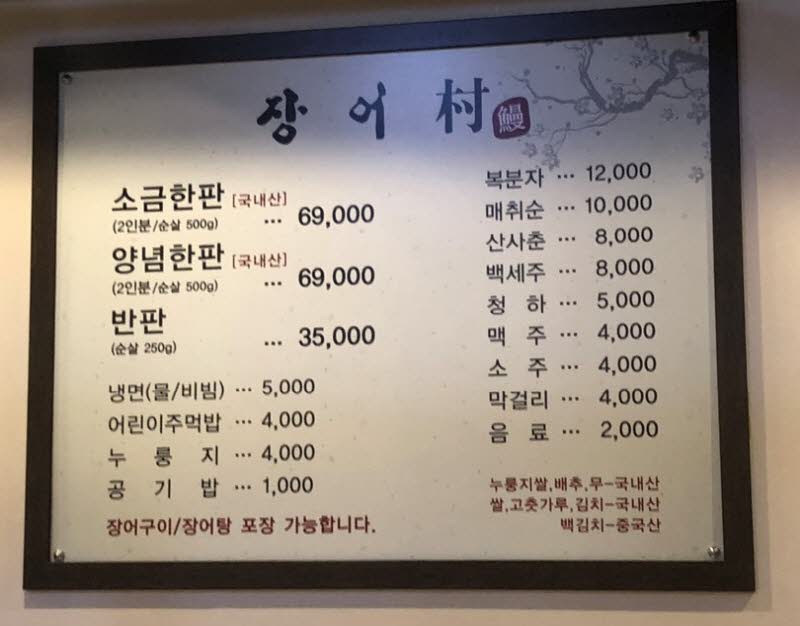 장어 村 鰻
소금한판 [국내산]
(2인분/순살 500g) ... 69,000
양념한판 [국내산]
(2인분/순살 500g) ... 69,000
반판
(순살 250g) ... 35,000
냉면(물/비빔) ... 5,000
어린이주먹밥 ... 4,000
누 룽 지 ... 4,000
공 기 밥 ... 1,000
장어구이/장어탕 포장 가능합니다.
복분자 ... 12,000
매취순 ... 10,000
산사춘 ... 8,000
백세주 ... 8,000
청 하 ... 5,000
맥 주 ... 4,000
소 주 ... 4,000
막걸리 ... 4,000
음 료 ... 2,000
누룽지쌀,배추,무-국내산
쌀,고춧가루,김치-국내산
백김치-중국산